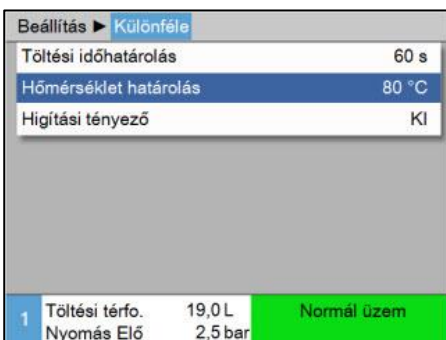 Beállítás ▶ Különféle
Töltési időhatárolás 60 s
Hőmérséklet határolás 80 °C
Higítási tényező KI
1 Töltési térfo. 19,0 L Normál üzem
Nyomás Elő 2,5 bar